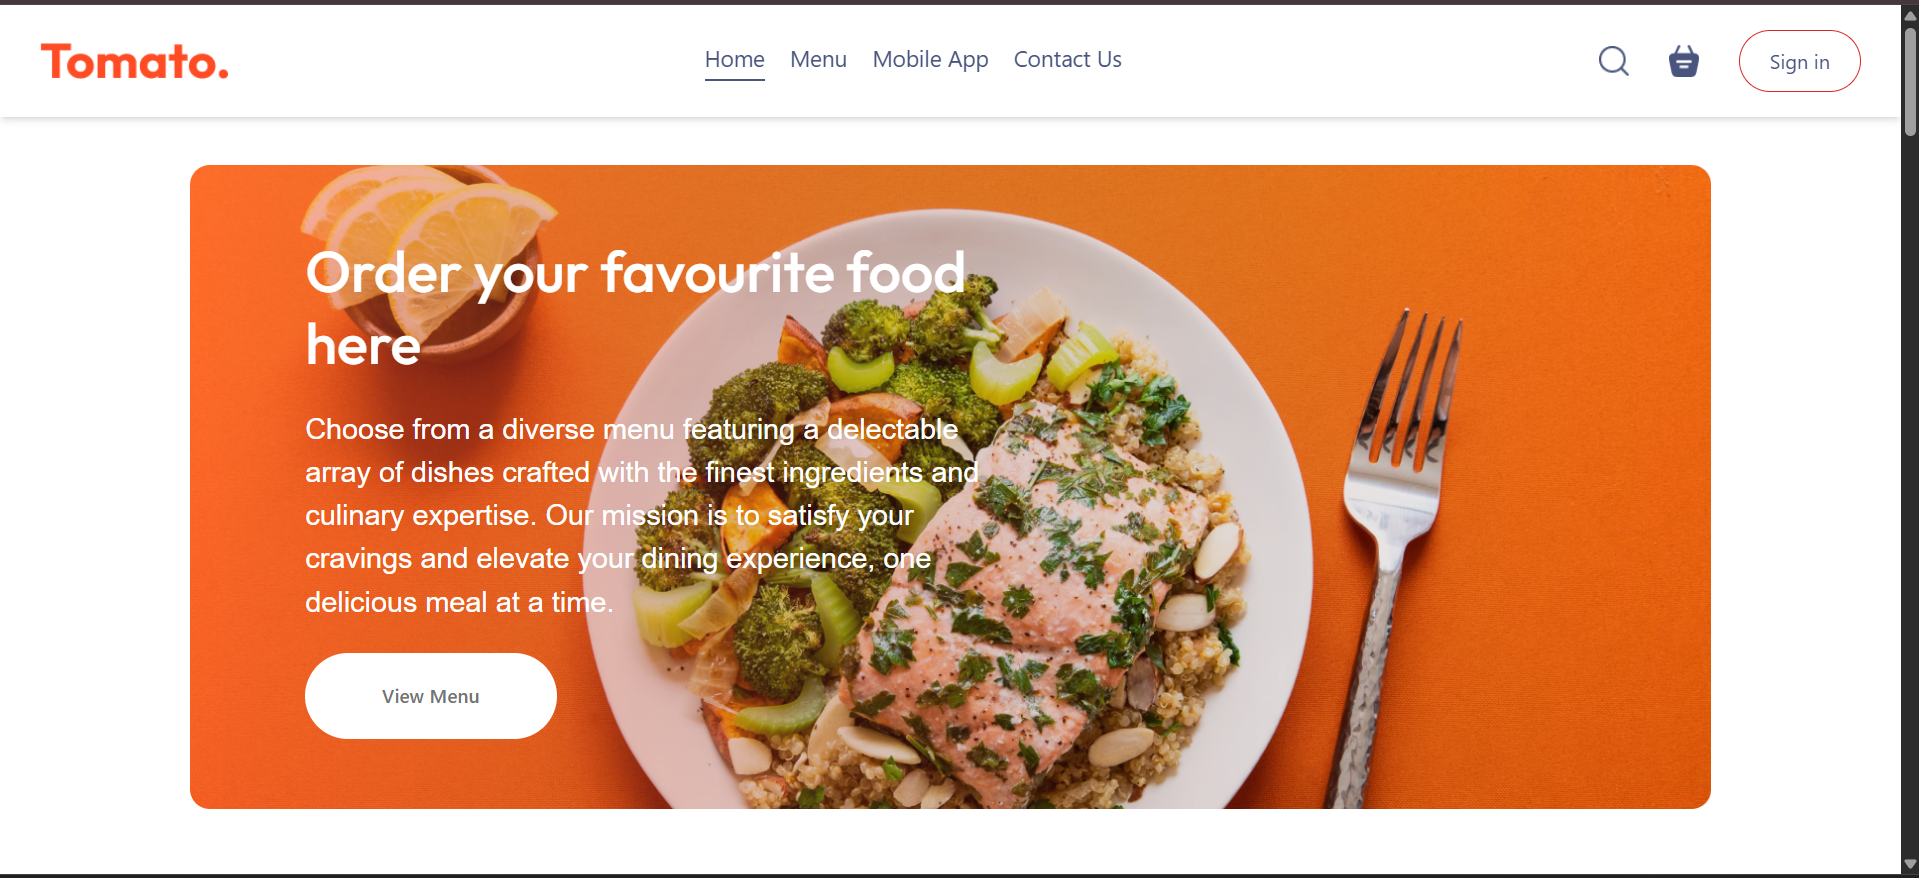 Tomato.
Home Menu Mobile App Contact Us
Sign in
Order your favourite food
here
Choose from a diverse menu featuring a delectable
array of dishes crafted with the finest ingredients and
culinary expertise. Our mission is to satisfy your
cravings and elevate your dining experience, one
delicious meal at a time.
View Menu